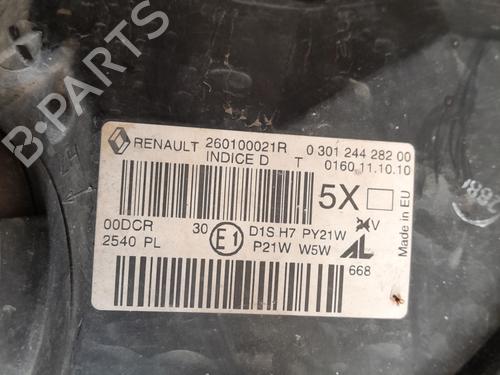 RENAULT 260100021R 0 301 244 282 00
INDICE D T 0160 11.10.10
5X
00DCR 30 E1 D1S H7 PY21W V
2540 PL P21W W5W AL
668
Made in EU